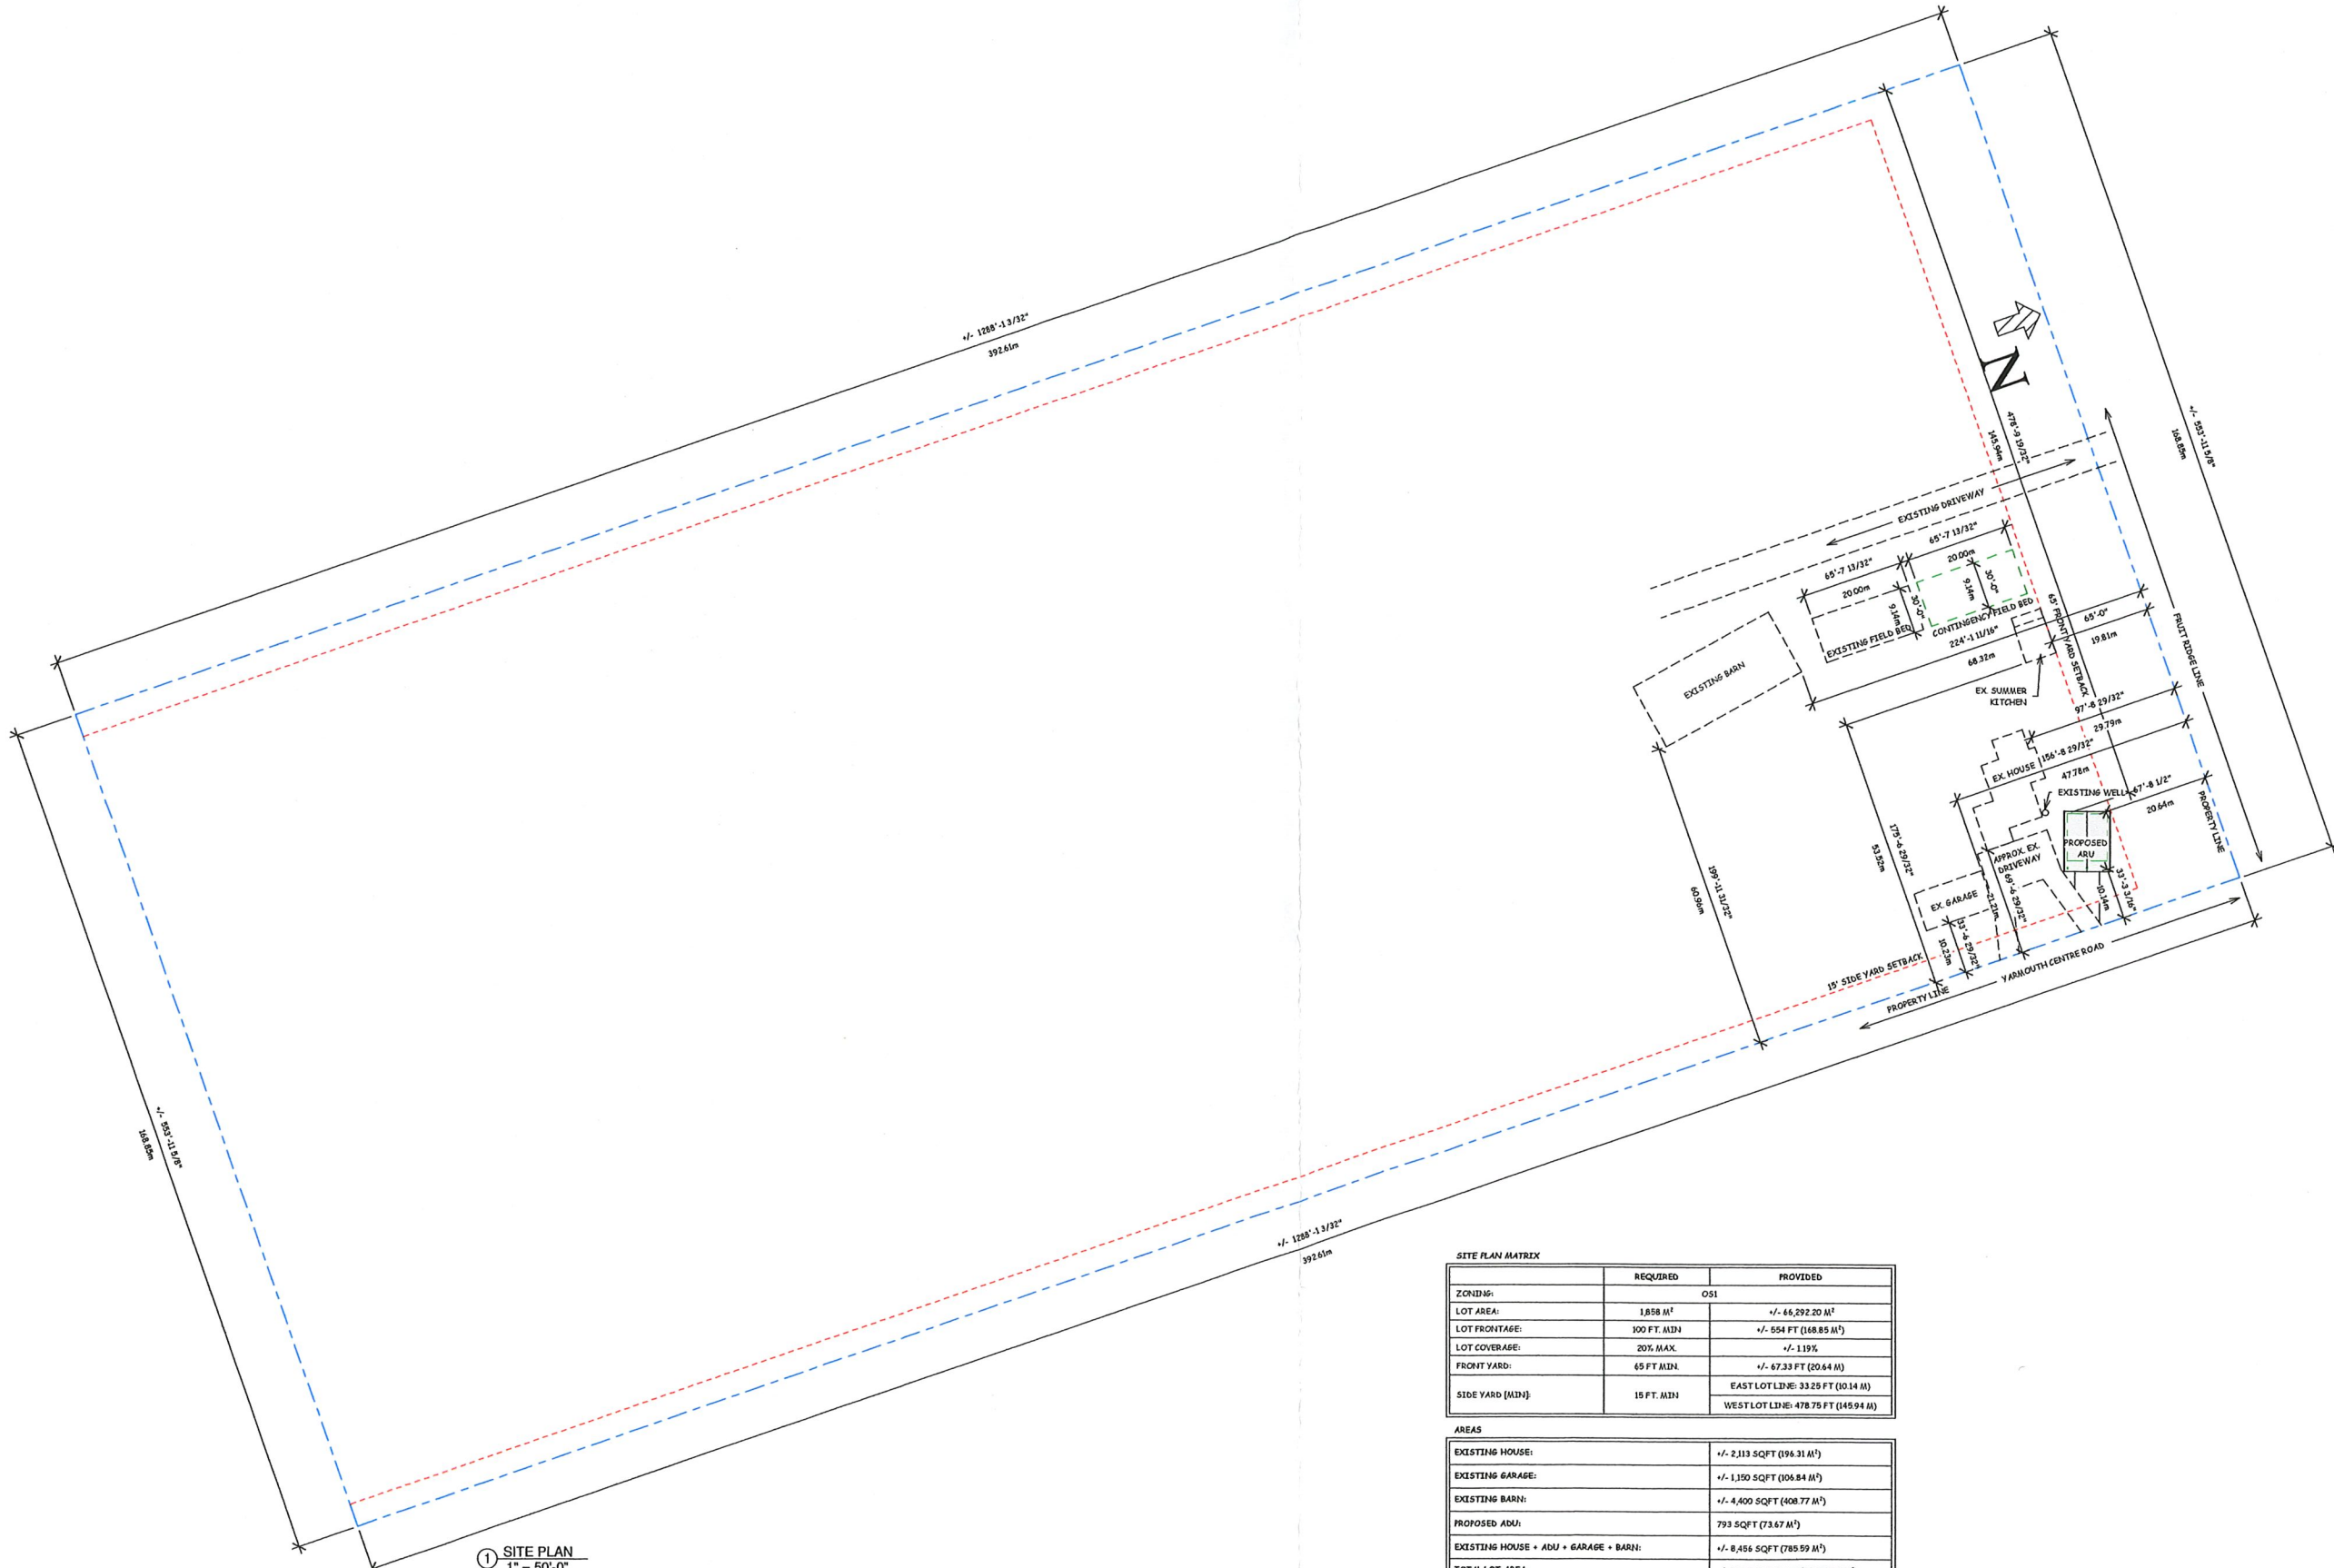 +/- 1288'-1 3/32"
392.61m
N
478'-9 19/32"
145.94m
+/- 553'-11 5/8"
168.85m
EXISTING DRIVEWAY
65'-7 13/32"
20.00m
65'-7 13/32"
20.00m
30'-0"
9.14m
30'-0"
9.14m
EXISTING FIELD BED
CONTINGENCY FIELD BED
224'-1 11/16"
68.32m
65'-0"
19.81m
65' FRONT YARD SETBACK
FRUIT RIDGE LINE
EXISTING BARN
EX. SUMMER
KITCHEN
97'-8 29/32"
29.79m
EX. HOUSE
156'-8 29/32"
47.78m
EXISTING WELL
67'-8 1/2"
20.64m
PROPERTY LINE
PROPOSED
ARU
APPROX. EX.
DRIVEWAY
EX. GARAGE
175'-6 29/32"
53.52m
199'-11 31/32"
60.96m
69'-6 29/32"
21.21m
33'-3 3/16"
10.14m
33'-6 29/32"
10.23m
15' SIDE YARD SETBACK
PROPERTY LINE
YARMOUTH CENTRE ROAD
+/- 553'-11 5/8"
168.85m
+/- 1288'-1 3/32"
392.61m
1 SITE PLAN
1" = 50'-0"
SITE PLAN MATRIX
REQUIRED PROVIDED
ZONING: OS1
LOT AREA: 1,858 M² +/- 66,292.20 M²
LOT FRONTAGE: 100 FT. MIN +/- 554 FT (168.85 M²)
LOT COVERAGE: 20% MAX. +/- 1.19%
FRONT YARD: 65 FT MIN. +/- 67.33 FT (20.64 M)
SIDE YARD [MIN]: 15 FT. MIN EAST LOT LINE: 33.25 FT (10.14 M)
WEST LOT LINE: 478.75 FT (145.94 M)
AREAS
EXISTING HOUSE: +/- 2,113 SQFT (196.31 M²)
EXISTING GARAGE: +/- 1,150 SQFT (106.84 M²)
EXISTING BARN: +/- 4,400 SQFT (408.77 M²)
PROPOSED ADU: 793 SQFT (73.67 M²)
EXISTING HOUSE + ADU + GARAGE + BARN: +/- 8,456 SQFT (785.59 M²)